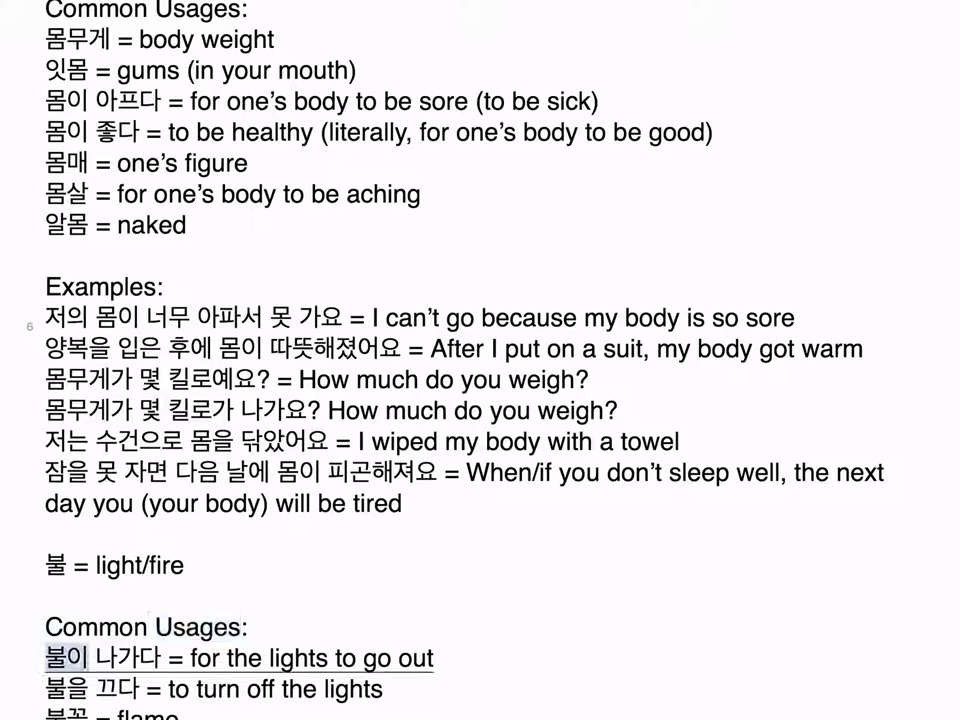 Common Usages:
몸무게 = body weight
잇몸 = gums (in your mouth)
몸이 아프다 = for one’s body to be sore (to be sick)
몸이 좋다 = to be healthy (literally, for one’s body to be good)
몸매 = one’s figure
몸살 = for one’s body to be aching
알몸 = naked
Examples:
6
저의 몸이 너무 아파서 못 가요 = I can’t go because my body is so sore
양복을 입은 후에 몸이 따뜻해졌어요 = After I put on a suit, my body got warm
몸무게가 몇 킬로예요? = How much do you weigh?
몸무게가 몇 킬로가 나가요? How much do you weigh?
저는 수건으로 몸을 닦았어요 = I wiped my body with a towel
잠을 못 자면 다음 날에 몸이 피곤해져요 = When/if you don’t sleep well, the next
day you (your body) will be tired
불 = light/fire
Common Usages:
불이 나가다 = for the lights to go out
불을 끄다 = to turn off the lights
불꽃 = flame